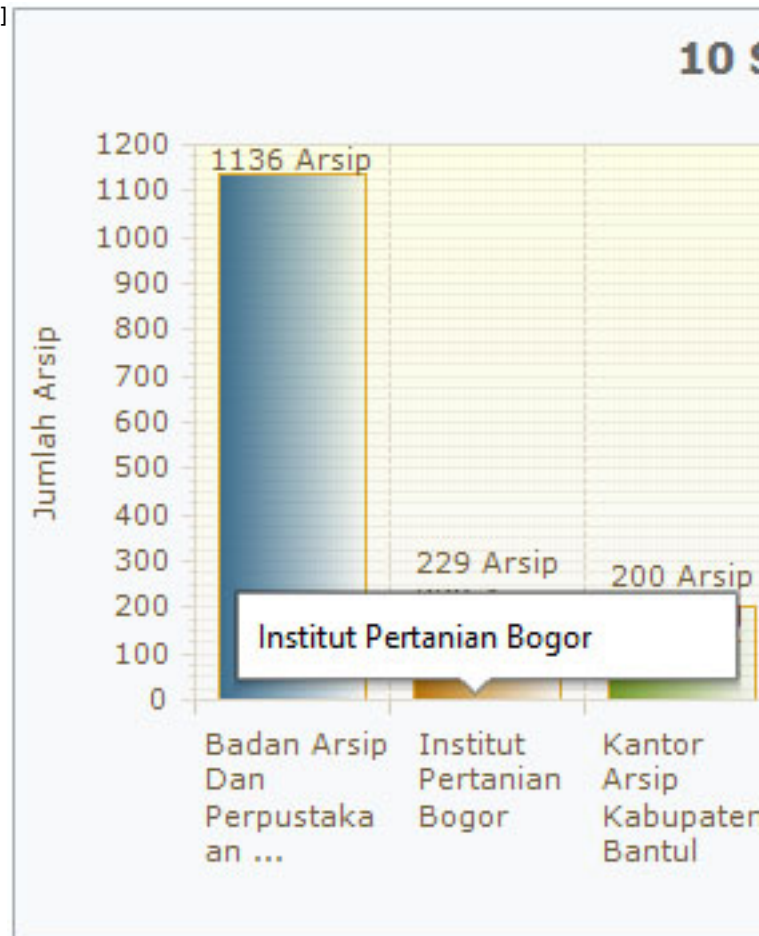 ]
10 S
1200
1136 Arsip
1100
1000
900
800
700
600
500
400
300
200
100
0
Jumlah Arsip
229 Arsip
200 Arsip
Institut Pertanian Bogor
Badan Arsip
Dan
Perpustaka
an ...
Institut
Pertanian
Bogor
Kantor
Arsip
Kabupaten
Bantul